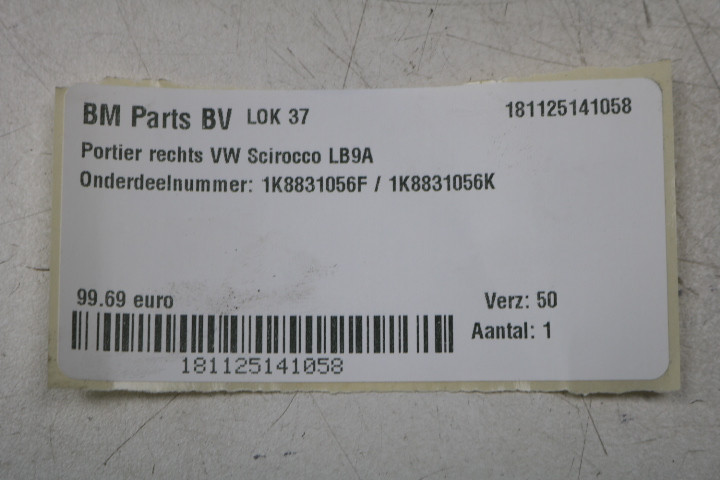 BM Parts BV LOK 37 181125141058
Portier rechts VW Scirocco LB9A
Onderdeelnummer: 1K8831056F / 1K8831056K
99.69 euro Verz: 50
Aantal: 1
181125141058